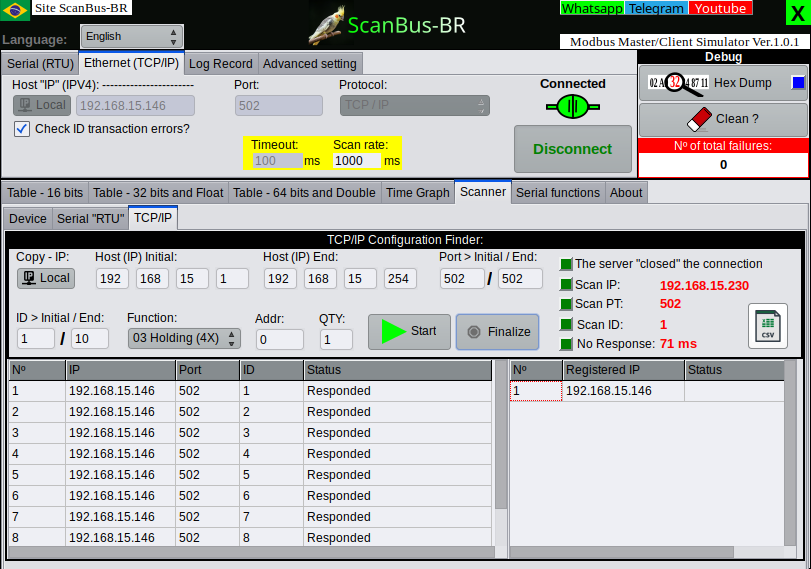 Site ScanBus-BR
Whatsapp Telegram Youtube
X
Language: English
ScanBus-BR
Modbus Master/Client Simulator Ver.1.0.1
Serial (RTU) Ethernet (TCP/IP) Log Record Advanced setting
Debug
Host "IP" (IPV4): ------------------------ Port: Protocol:
Connected
IP Local 192.168.15.146 502 TCP / IP
Hex Dump
Check ID transaction errors?
Clean ?
Timeout: Scan rate:
100 ms 1000 ms
Disconnect
Nº of total failures:
0
Table - 16 bits Table - 32 bits and Float Table - 64 bits and Double Time Graph Scanner Serial functions About
Device Serial "RTU" TCP/IP
TCP/IP Configuration Finder:
Copy - IP: Host (IP) Initial: Host (IP) End: Port > Initial / End:
IP Local 192 168 15 1 192 168 15 254 502 / 502
The server "closed" the connection
Scan IP: 192.168.15.230
Scan PT: 502
Scan ID: 1
No Response: 71 ms
ID > Initial / End: Function: Addr: QTY:
1 / 10 03 Holding (4X) 0 1 Start Finalize
CSV
Nº IP Port ID Status
1 192.168.15.146 502 1 Responded
2 192.168.15.146 502 2 Responded
3 192.168.15.146 502 3 Responded
4 192.168.15.146 502 4 Responded
5 192.168.15.146 502 5 Responded
6 192.168.15.146 502 6 Responded
7 192.168.15.146 502 7 Responded
8 192.168.15.146 502 8 Responded
Nº Registered IP Status
1 192.168.15.146